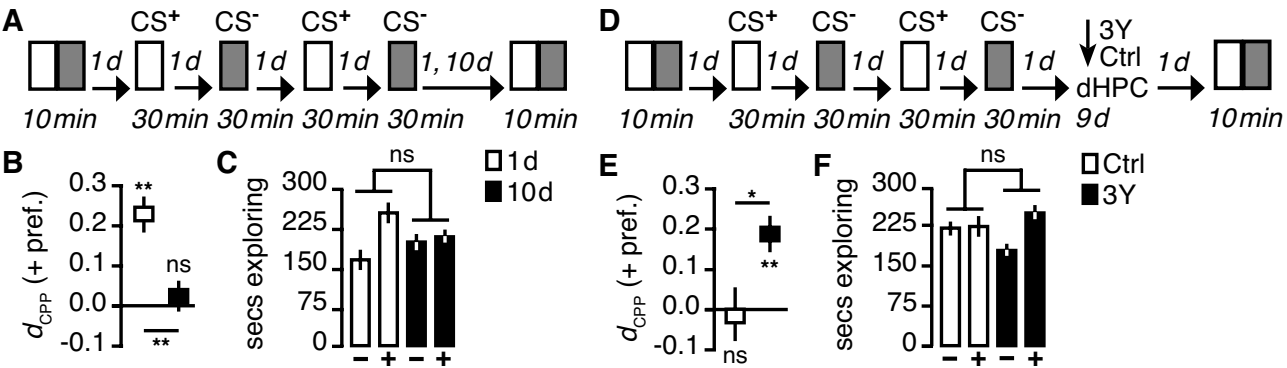 A
CS+ CS- CS+ CS-
1d 1d 1d 1d 1, 10d
10min 30min 30min 30min 30min 10min
D
CS+ CS- CS+ CS-
1d 1d 1d 1d 1d 3Y Ctrl dHPC 1d
10min 30min 30min 30min 30min 9d 10min
B
dCPP (+ pref.)
0.3
0.2
0.1
0.0
-0.1
**
ns
**
C
secs exploring
300
225
150
75
0
ns
– + – +
1d
10d
E
dCPP (+ pref.)
0.3
0.2
0.1
0.0
-0.1
*
**
ns
F
secs exploring
300
225
150
75
0
ns
– + – +
Ctrl
3Y